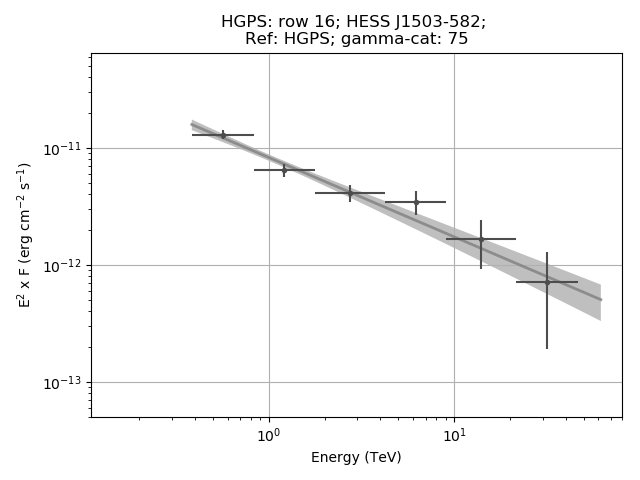 HGPS: row 16; HESS J1503-582;
Ref: HGPS; gamma-cat: 75
E² x F (erg cm⁻² s⁻¹)
10⁻¹¹
10⁻¹²
10⁻¹³
10⁰ 10¹
Energy (TeV)